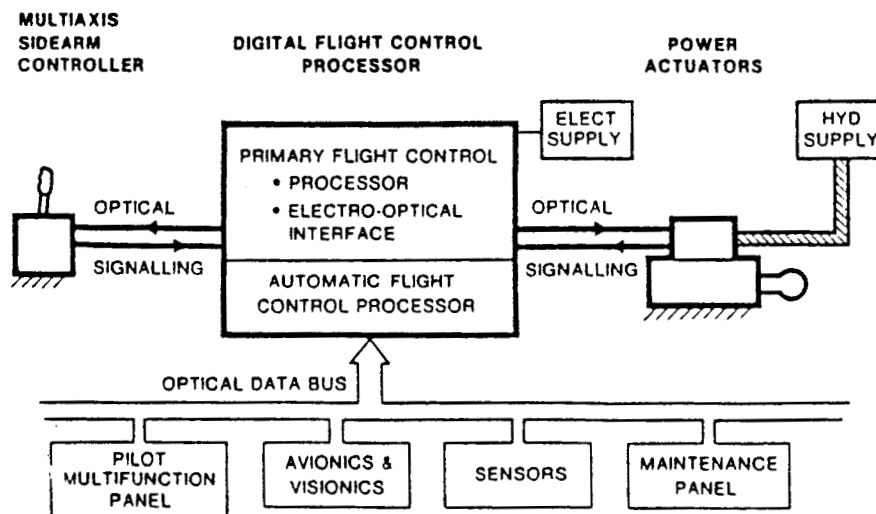 MULTIAXIS
SIDEARM
CONTROLLER
DIGITAL FLIGHT CONTROL
PROCESSOR
POWER
ACTUATORS
ELECT
SUPPLY
HYD
SUPPLY
PRIMARY FLIGHT CONTROL
• PROCESSOR
• ELECTRO-OPTICAL
INTERFACE
OPTICAL
SIGNALLING
OPTICAL
SIGNALLING
AUTOMATIC FLIGHT
CONTROL PROCESSOR
OPTICAL DATA BUS
PILOT
MULTIFUNCTION
PANEL
AVIONICS &
VISIONICS
SENSORS
MAINTENANCE
PANEL